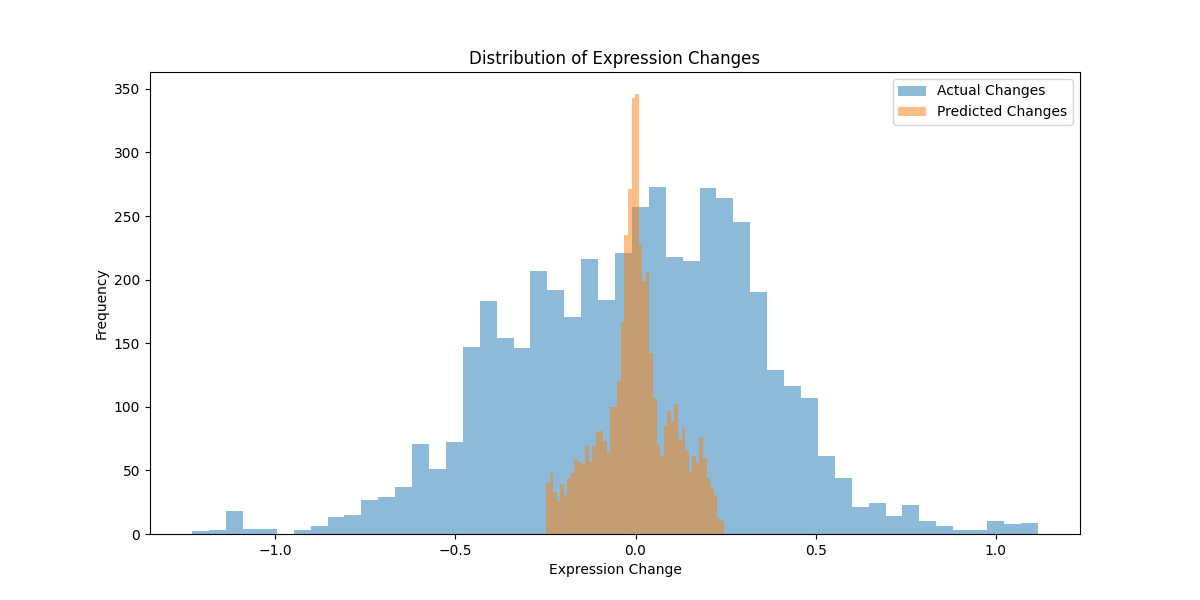 Distribution of Expression Changes
Actual Changes
Predicted Changes
350
300
250
200
150
100
50
0
Frequency
−1.0
−0.5
0.0
0.5
1.0
Expression Change